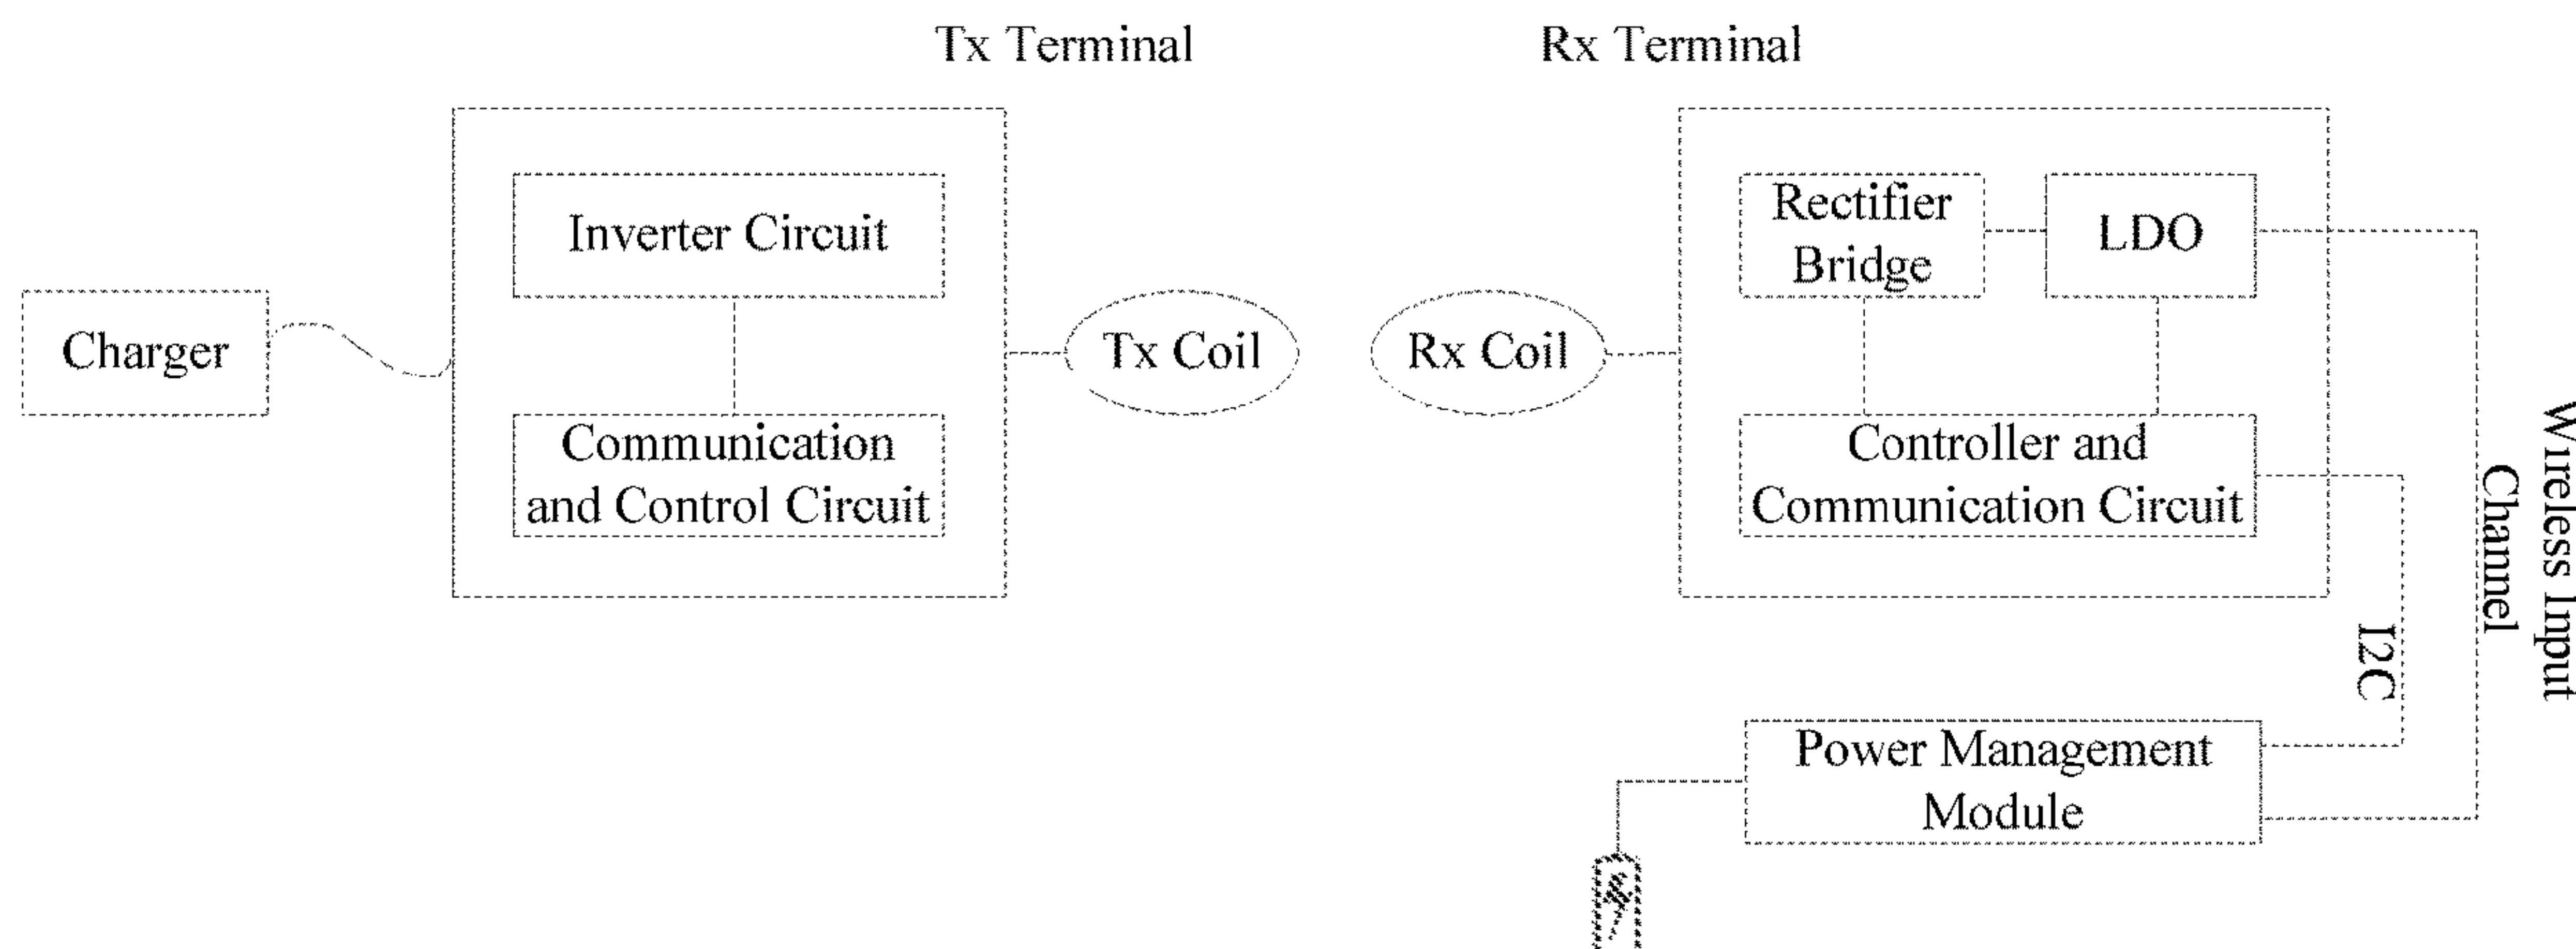 Tx Terminal
Rx Terminal
Charger
Inverter Circuit
Communication
and Control Circuit
Tx Coil
Rx Coil
Rectifier
Bridge
LDO
Controller and
Communication Circuit
Wireless Input
Channel
I2C
Power Management
Module